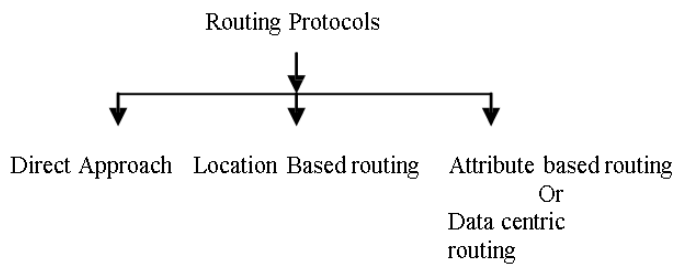 Routing Protocols
Direct Approach Location Based routing Attribute based routing
Or
Data centric
routing